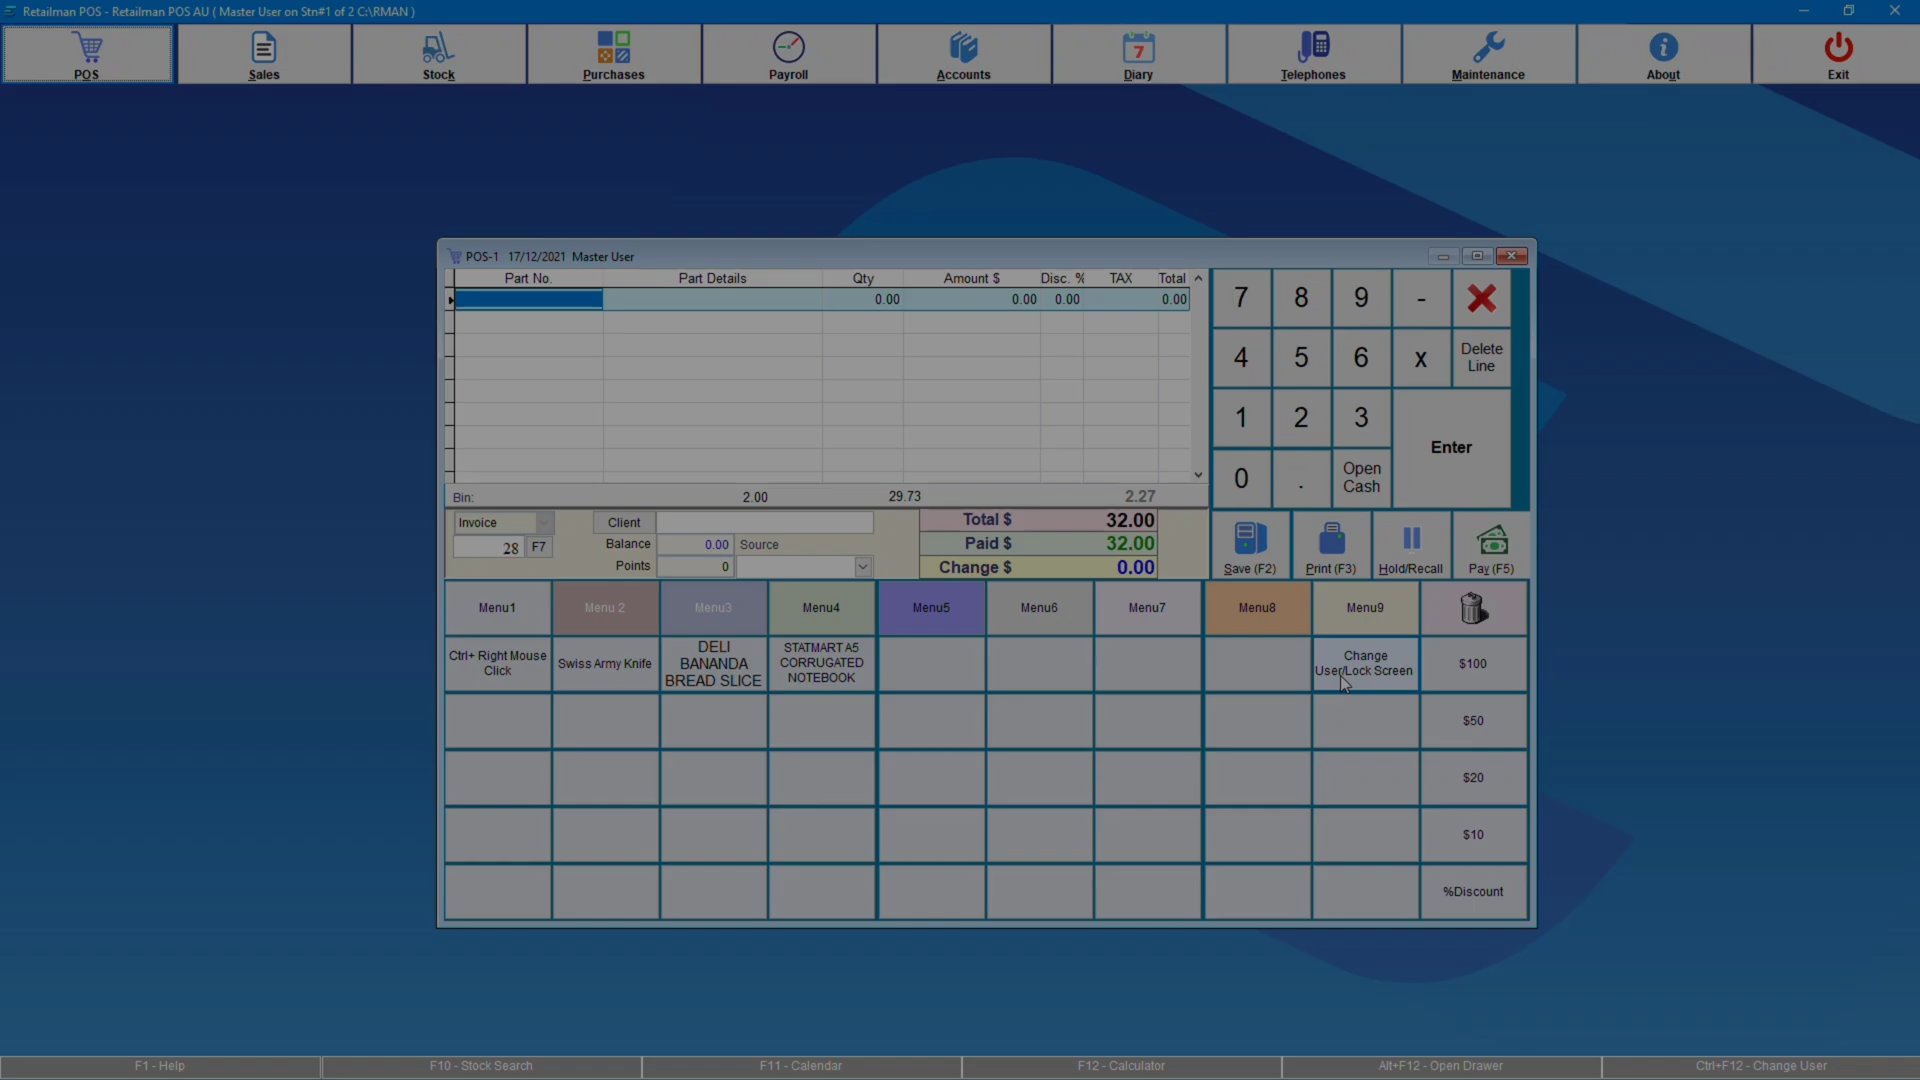 Retailman POS - Retailman POS AU ( Master User on Stn#1 of 2 C:\RMAN )
POS
Sales
Stock
7
Purchases
Payroll
Accounts
Diary
Telephones
Maintenance
About
Exit
POS-1 17/12/2021 Master User
Part No. Part Details Qty Amount $ Disc. % TAX Total
0.00 0.00 0.00 0.00
Bin: 2.00 29.73 2.27
Invoice
28 F7
Client
Balance 0.00 Source
Points 0
Total $ 32.00
Paid $ 32.00
Change $ 0.00
7 8 9 -
4 5 6 x Delete Line
1 2 3 Enter
0 . Open Cash
Save (F2) Print (F3) Hold/Recall Pay (F5)
Menu1 Menu 2 Menu3 Menu4 Menu5 Menu6 Menu7 Menu8 Menu9
Ctrl+ Right Mouse Click
Swiss Army Knife
DELI BANANDA BREAD SLICE
STATMART A5 CORRUGATED NOTEBOOK
Change User/Lock Screen
$100
$50
$20
$10
%Discount
F1 - Help F10 - Stock Search F11 - Calendar F12 - Calculator Alt+F12 - Open Drawer Ctrl+F12 - Change User